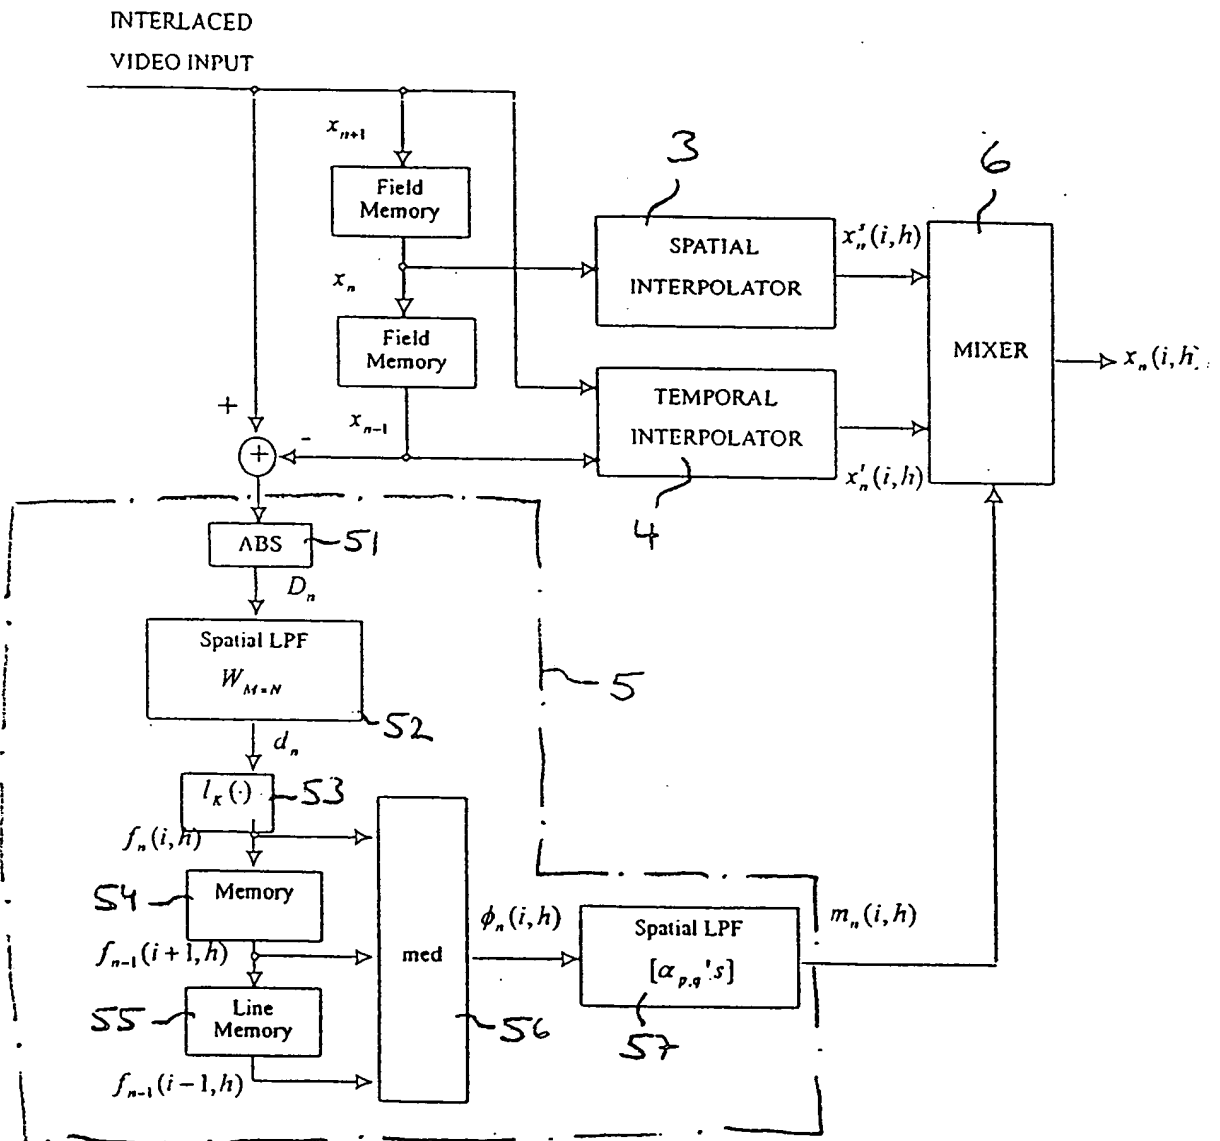 INTERLACED
VIDEO INPUT
x_{n+1}
Field
Memory
x_n
Field
Memory
x_{n-1}
+
-
+
3
SPATIAL
INTERPOLATOR
x_n^s(i,h)
6
MIXER
x_n(i,h)
TEMPORAL
INTERPOLATOR
4
x_n^t(i,h)
ABS
51
D_n
Spatial LPF
W_{M×N}
52
5
d_n
l_K(·)
53
f_n(i,h)
54
Memory
f_{n-1}(i+1,h)
55
Line
Memory
f_{n-1}(i-1,h)
med
56
ϕ_n(i,h)
Spatial LPF
[α_{p,q}'s]
57
m_n(i,h)